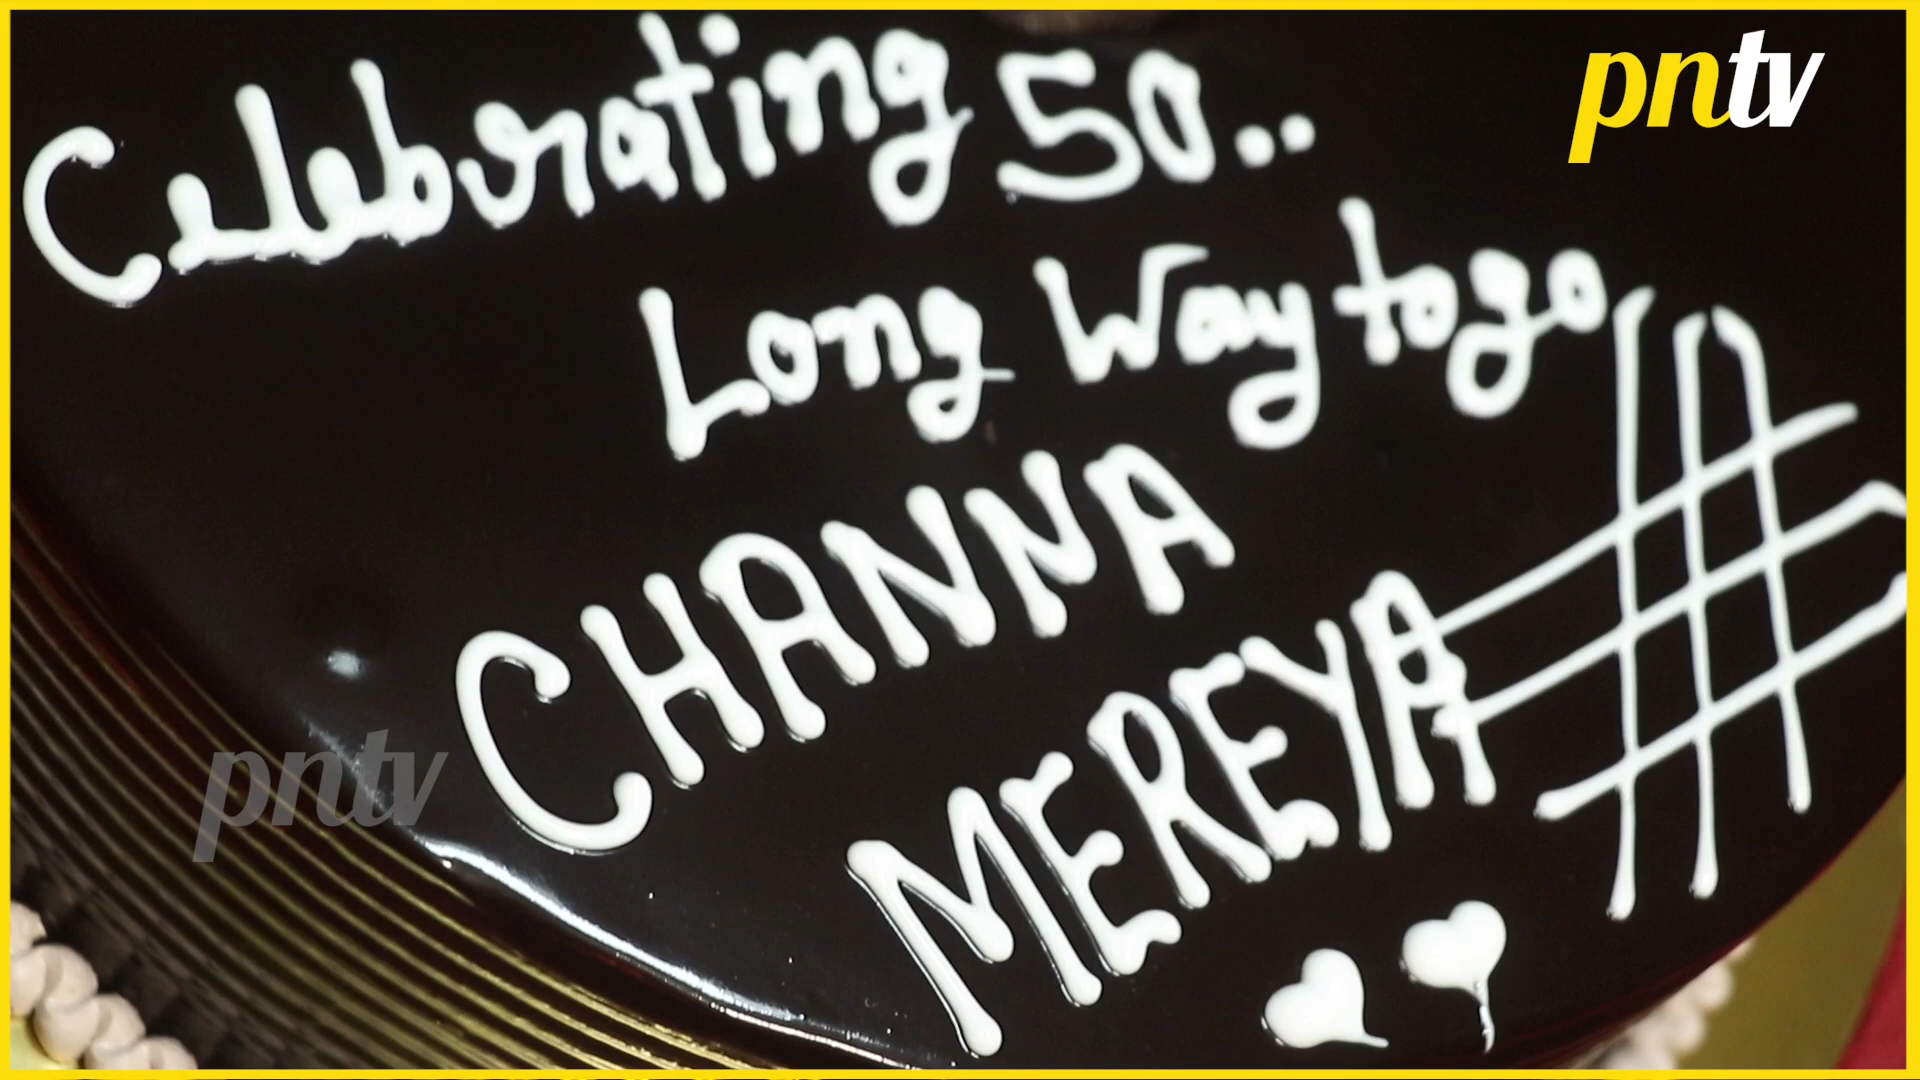 pntv
Celebrating 50..
Long Way to go
CHANNA
MEREYA
pntv